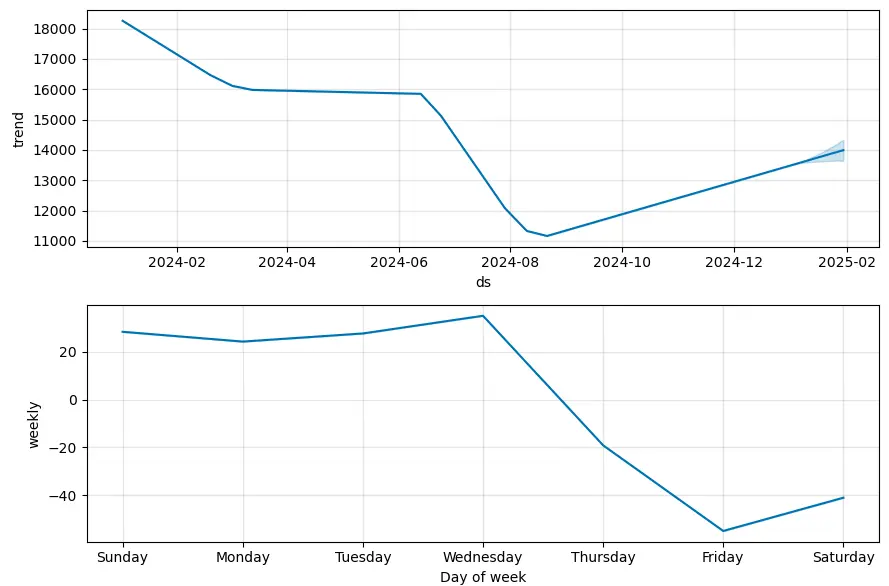 18000
17000
16000
15000
14000
13000
12000
11000
trend
2024-02 2024-04 2024-06 2024-08 2024-10 2024-12 2025-02
ds
20
0
−20
−40
weekly
Sunday Monday Tuesday Wednesday Thursday Friday Saturday
Day of week